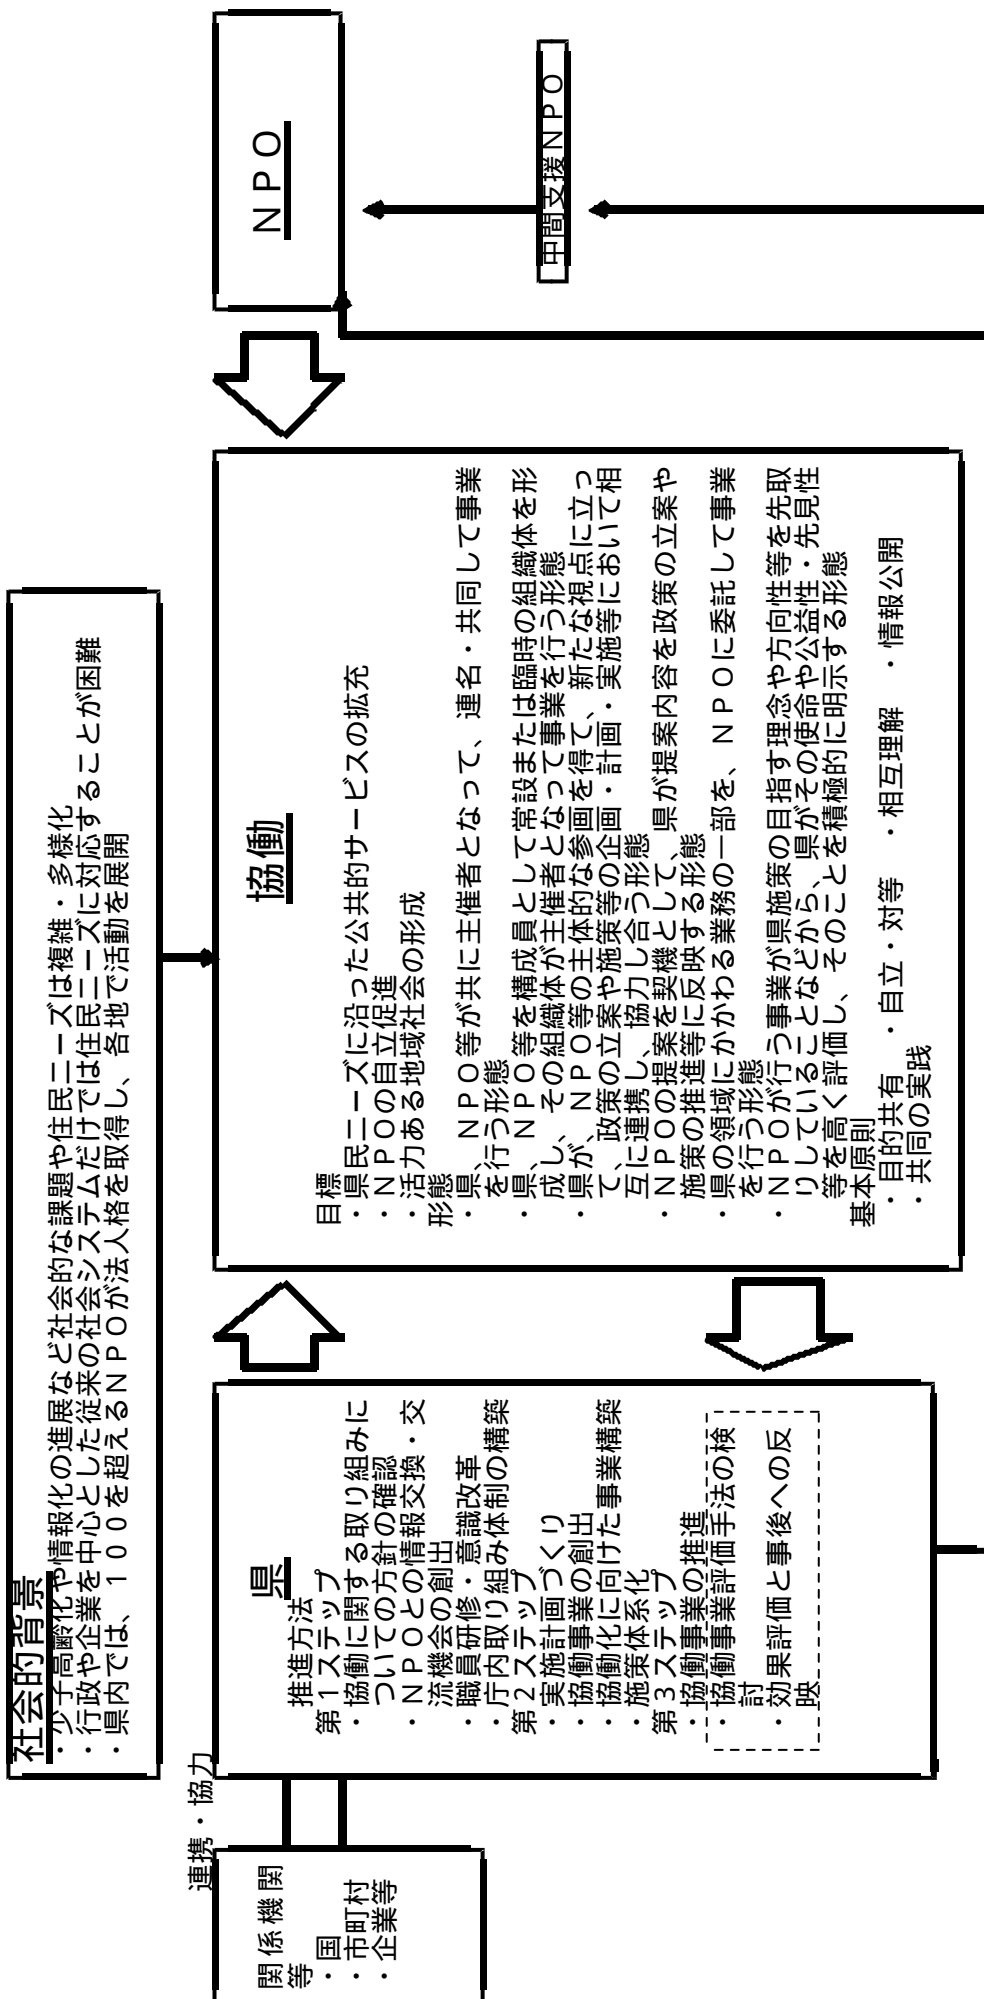 社会的背景
・少子高齢化や情報化の進展など社会的な課題や住民ニーズは複雑・多様化
・行政や企業を中心とした従来の社会システムだけでは住民ニーズに対応することが困難
・県内では、１００を超えるＮＰＯが法人格を取得し、各地で活動を展開
連携・協力
関係機関
等
・国
・市町村
・企業等
県
推進方法
第１ステップ
・協働に関する取り組みに
ついての方針の確認
・ＮＰＯとの情報交換・交
流機会の創出
・職員研修・意識改革
・庁内取り組み体制の構築
第２ステップ
・実施計画づくり
・協働事業の創出
・協働化に向けた事業構築
・施策体系化
第３ステップ
・協働事業の推進
・協働事業評価手法の検
討
・効果評価と事後への反
映
協働
目標
・県民ニーズに沿った公共的サービスの拡充
・ＮＰＯの自立促進
・活力ある地域社会の形成
形態
・県、ＮＰＯ等が共に主催者となって、連名・共同して事業
を行う形態
・県、ＮＰＯ等を構成員として常設または臨時の組織体を形
成し、その組織体が主催者となって事業を行う形態
・県が、ＮＰＯ等の主体的な参画を得て、新たな視点に立っ
て、政策の立案や施策等の企画・計画・実施等において相
互に連携し、協力し合う形態
・ＮＰＯの提案を契機として、県が提案内容を政策の立案や
施策の推進等に反映する形態
・県の領域にかかわる業務の一部を、ＮＰＯに委託して事業
を行う形態
・ＮＰＯが行う事業が県施策の目指す理念や方向性等を先取
りしていることなどから、県がその使命や公益性・先見性
等を高く評価し、そのことを積極的に明示する形態
基本原則
・目的共有　・自立・対等　・相互理解　・情報公開
・共同の実践
ＮＰＯ
中間支援ＮＰＯ